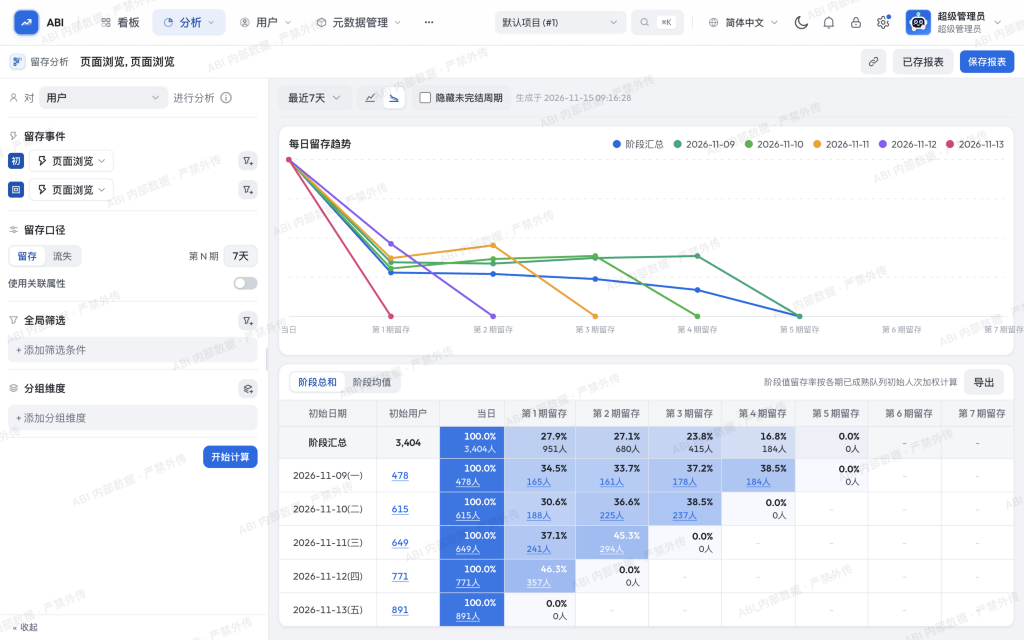 ABI
看板
分析
用户
元数据管理
默认项目 (#1)
⌘K
简体中文
超级管理员
超级管理员
留存分析
页面浏览, 页面浏览
已存报表
保存报表
对 用户 进行分析
留存事件
初 页面浏览
回 页面浏览
留存口径
留存 流失 第 N 期 7天
使用关联属性
全局筛选
+ 添加筛选条件
分组维度
+ 添加分组维度
开始计算
« 收起
最近7天
隐藏未完结周期
生成于 2026-11-15 09:16:28
每日留存趋势
阶段汇总 2026-11-09 2026-11-10 2026-11-11 2026-11-12 2026-11-13
当日 第 1 期留存 第 2 期留存 第 3 期留存 第 4 期留存 第 5 期留存 第 6 期留存 第 7 期留存
阶段总和 阶段均值
阶段值留存率按各期已成熟队列初始人次加权计算
导出
初始日期 初始用户 当日 第 1 期留存 第 2 期留存 第 3 期留存 第 4 期留存 第 5 期留存 第 6 期留存 第 7 期留存
阶段汇总 3,404 100.0% 27.9% 27.1% 23.8% 16.8% 0.0% - -
3,404人 951人 680人 415人 184人 0人
2026-11-09(一) 478 100.0% 34.5% 33.7% 37.2% 38.5% 0.0% - -
478人 165人 161人 178人 184人 0人
2026-11-10(二) 615 100.0% 30.6% 36.6% 38.5% 0.0% - - -
615人 188人 225人 237人 0人
2026-11-11(三) 649 100.0% 37.1% 45.3% 0.0% - - - -
649人 241人 294人 0人
2026-11-12(四) 771 100.0% 46.3% 0.0% - - - - -
771人 357人 0人
2026-11-13(五) 891 100.0% 0.0% - - - - - -
891人 0人
ABI 内部数据 · 严禁外传